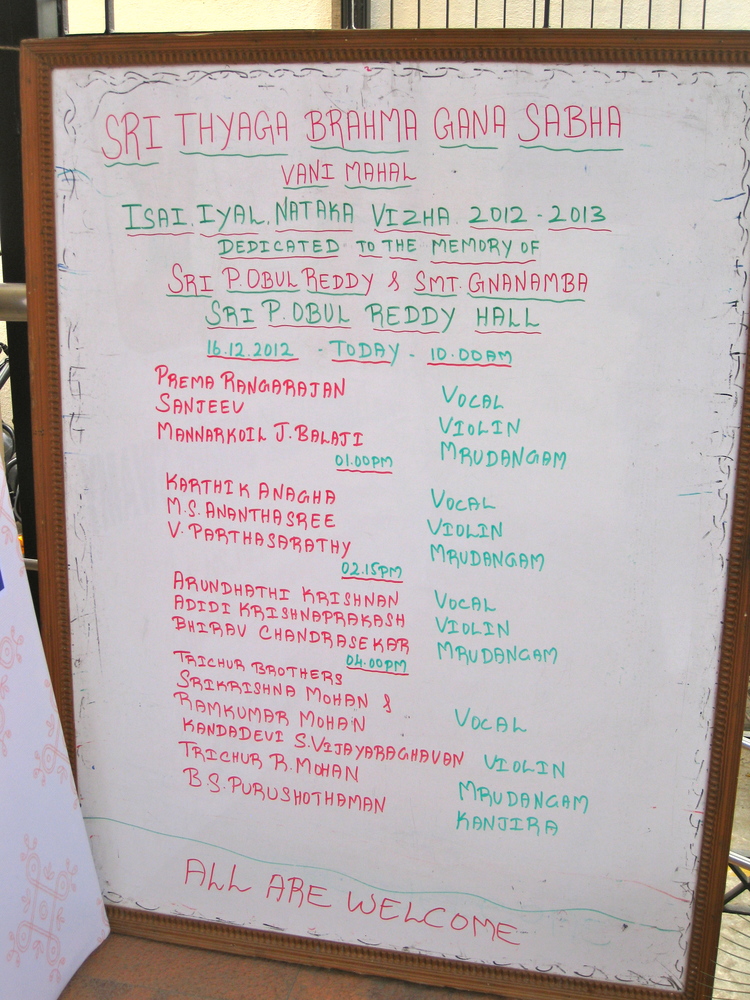 SRI THYAGA BRAHMA GANA SABHA
VANI MAHAL
ISAI. IYAL. NATAKA VIZHA 2012 - 2013
DEDICATED TO THE MEMORY OF
SRI P. OBUL REDDY & SMT. GNANAMBA
SRI P. OBUL REDDY HALL
16.12.2012 - TODAY - 10.00AM
PREMA RANGARAJAN VOCAL
SANJEEV VIOLIN
MANNARKOIL J. BALAJI MRUDANGAM
01.00PM
KARTHIK ANAGHA VOCAL
M.S. ANANTHASREE VIOLIN
V. PARTHASARATHY MRUDANGAM
02.15PM
ARUNDHATHI KRISHNAN VOCAL
ADIDI KRISHNAPRAKASH VIOLIN
BHIRAV CHANDRASEKAR MRUDANGAM
04.00PM
TRICHUR BROTHERS
SRIKRISHNA MOHAN &
RAMKUMAR MOHAN VOCAL
KANDADEVI S. VIJAYARAGHAVAN VIOLIN
TRICHUR R. MOHAN MRUDANGAM
B.S. PURUSHOTHAMAN KANJIRA
ALL ARE WELCOME